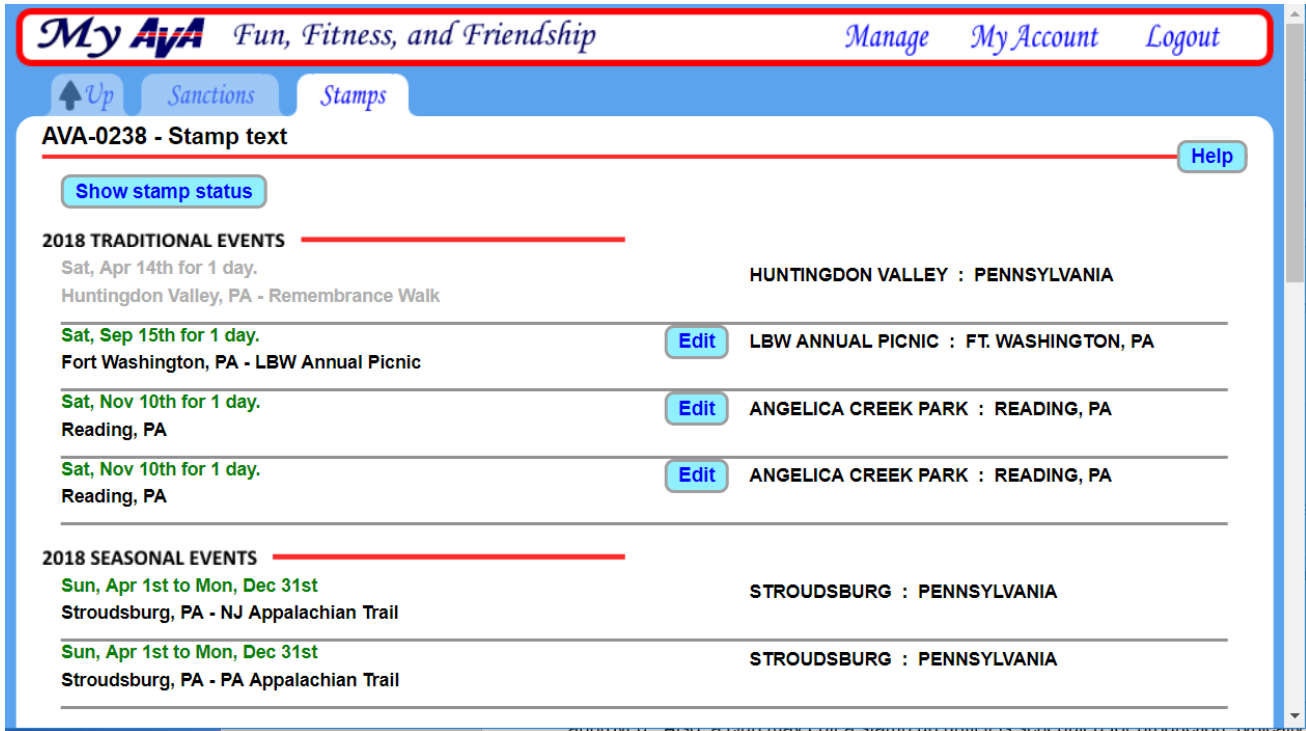 My AVA Fun, Fitness, and Friendship Manage My Account Logout
Up Sanctions Stamps
AVA-0238 - Stamp text
Help
Show stamp status
2018 TRADITIONAL EVENTS
Sat, Apr 14th for 1 day.
HUNTINGDON VALLEY : PENNSYLVANIA
Huntingdon Valley, PA - Remembrance Walk
Sat, Sep 15th for 1 day.
Edit LBW ANNUAL PICNIC : FT. WASHINGTON, PA
Fort Washington, PA - LBW Annual Picnic
Sat, Nov 10th for 1 day.
Edit ANGELICA CREEK PARK : READING, PA
Reading, PA
Sat, Nov 10th for 1 day.
Edit ANGELICA CREEK PARK : READING, PA
Reading, PA
2018 SEASONAL EVENTS
Sun, Apr 1st to Mon, Dec 31st
STROUDSBURG : PENNSYLVANIA
Stroudsburg, PA - NJ Appalachian Trail
Sun, Apr 1st to Mon, Dec 31st
STROUDSBURG : PENNSYLVANIA
Stroudsburg, PA - PA Appalachian Trail